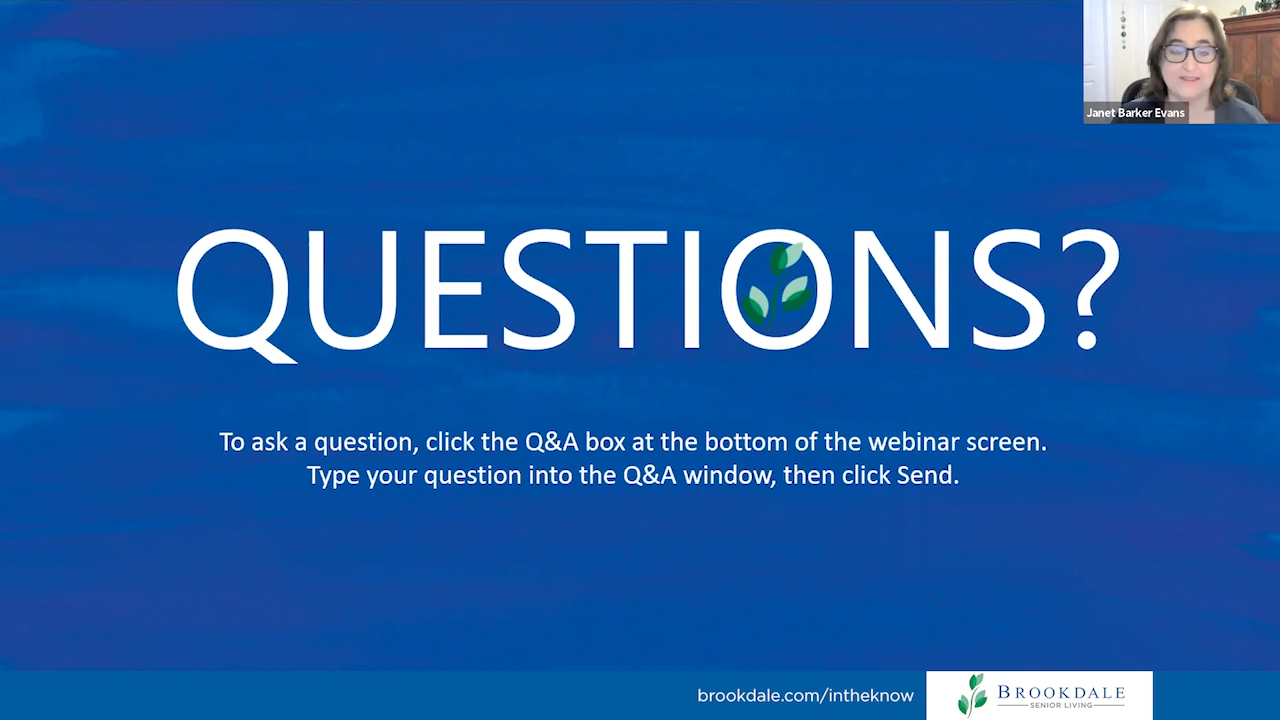 Janet Barker Evans
QUESTIONS?
To ask a question, click the Q&A box at the bottom of the webinar screen.
Type your question into the Q&A window, then click Send.
brookdale.com/intheknow
BROOKDALE
SENIOR LIVING